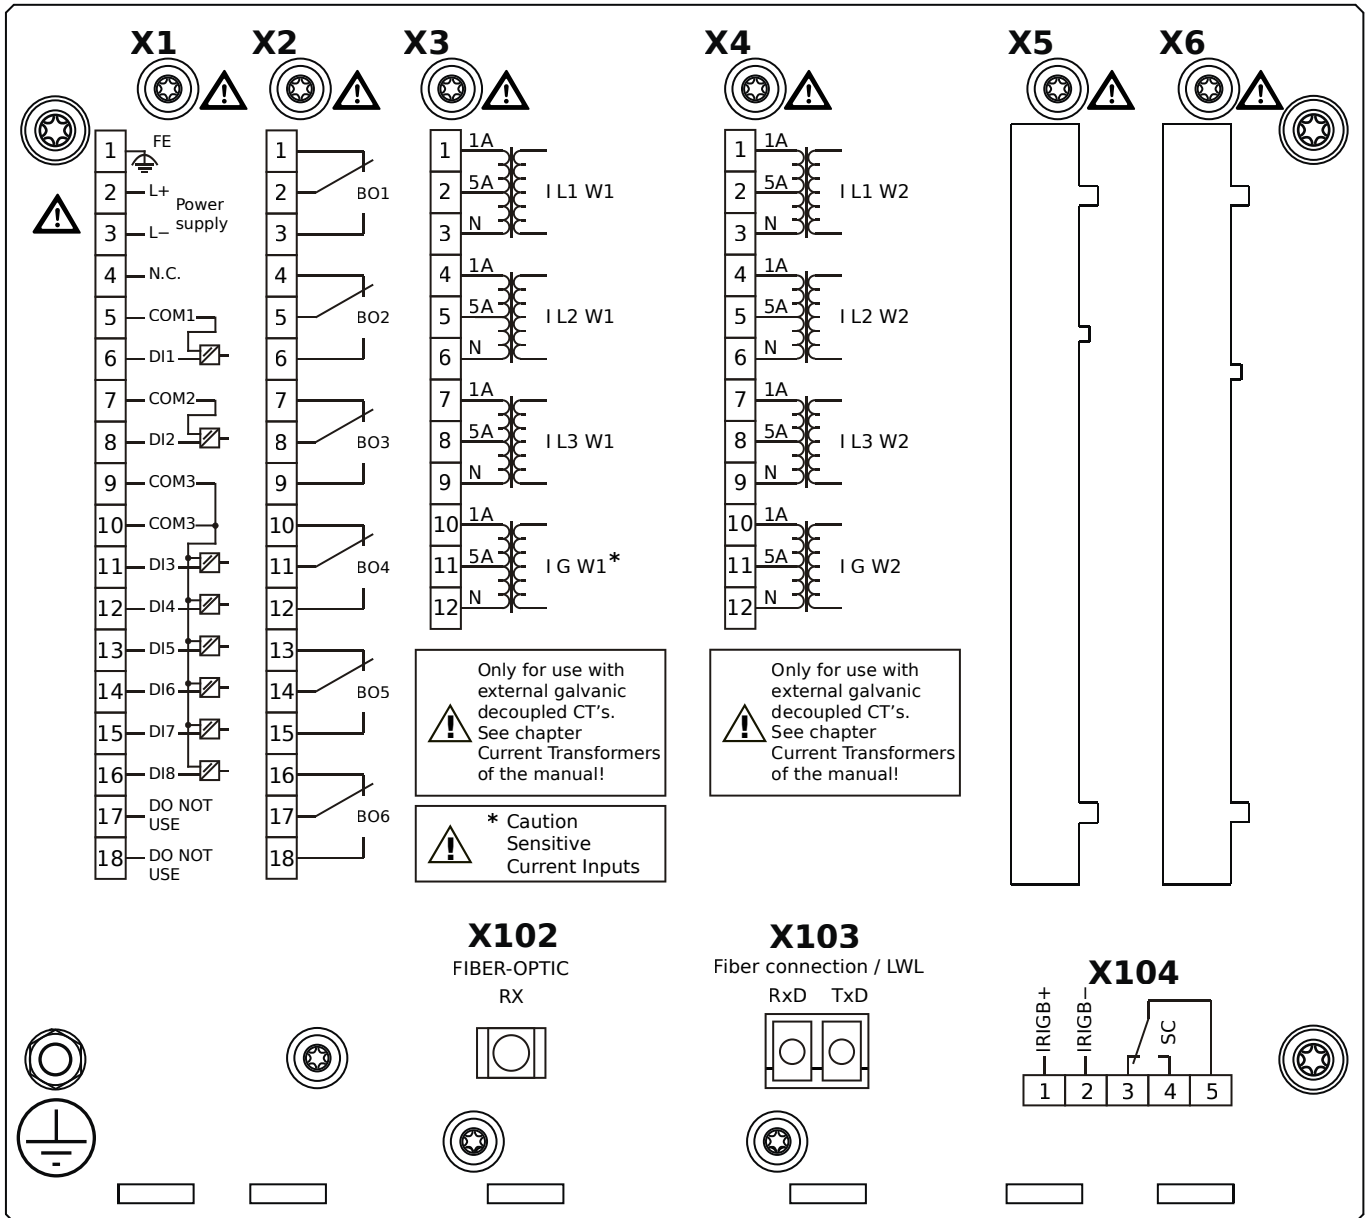 X1 X2 X3 X4 X5 X6
1 FE
2 L+
Power
supply
3 L−
4 N.C.
5 COM1
6 DI1
7 COM2
8 DI2
9 COM3
10 COM3
11 DI3
12 DI4
13 DI5
14 DI6
15 DI7
16 DI8
17 DO NOT
USE
18 DO NOT
USE
1
2 BO1
3
4
5 BO2
6
7
8 BO3
9
10
11 BO4
12
13
14 BO5
15
16
17 BO6
18
1 1A
2 5A I L1 W1
3 N
4 1A
5 5A I L2 W1
6 N
7 1A
8 5A I L3 W1
9 N
10 1A
11 5A I G W1*
12 N
Only for use with
external galvanic
decoupled CT's.
See chapter
Current Transformers
of the manual!
* Caution
Sensitive
Current Inputs
1 1A
2 5A I L1 W2
3 N
4 1A
5 5A I L2 W2
6 N
7 1A
8 5A I L3 W2
9 N
10 1A
11 5A I G W2
12 N
Only for use with
external galvanic
decoupled CT's.
See chapter
Current Transformers
of the manual!
X102
FIBER-OPTIC
RX
X103
Fiber connection / LWL
RxD TxD
X104
IRIGB+ IRIGB− SC
1 2 3 4 5